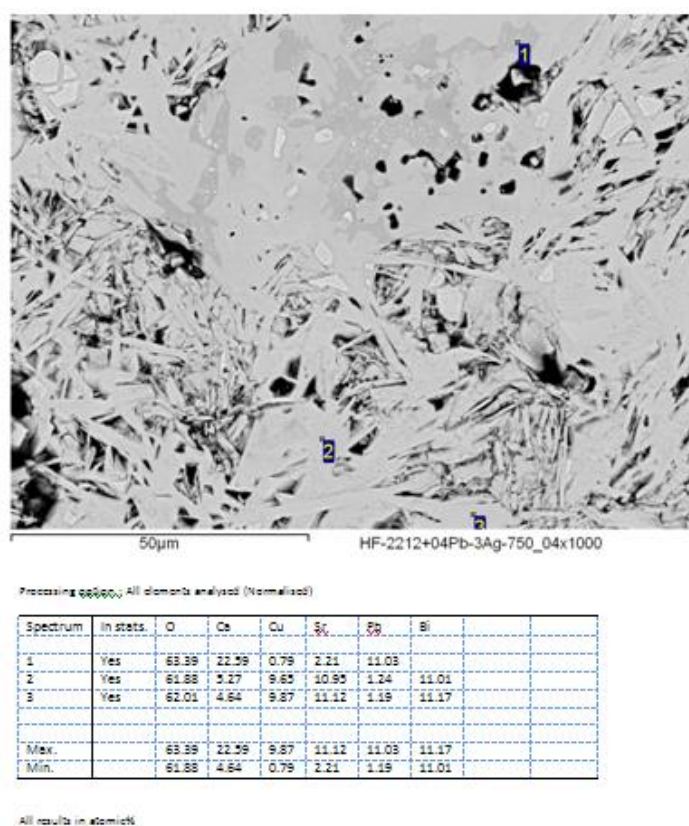 1
2
3
50µm HF-2212+04Pb-3Ag-750_04x1000
Processing option : All elements analysed (Normalised)
Spectrum In stats. O Ca Cu Sr Pb Bi
1 Yes 63.39 22.59 0.79 2.21 11.03
2 Yes 61.88 5.27 9.65 10.95 1.24 11.01
3 Yes 62.01 4.64 9.87 11.12 1.19 11.17
Max. 63.39 22.59 9.87 11.12 11.03 11.17
Min. 61.88 4.64 0.79 2.21 1.19 11.01
All results in atomic%